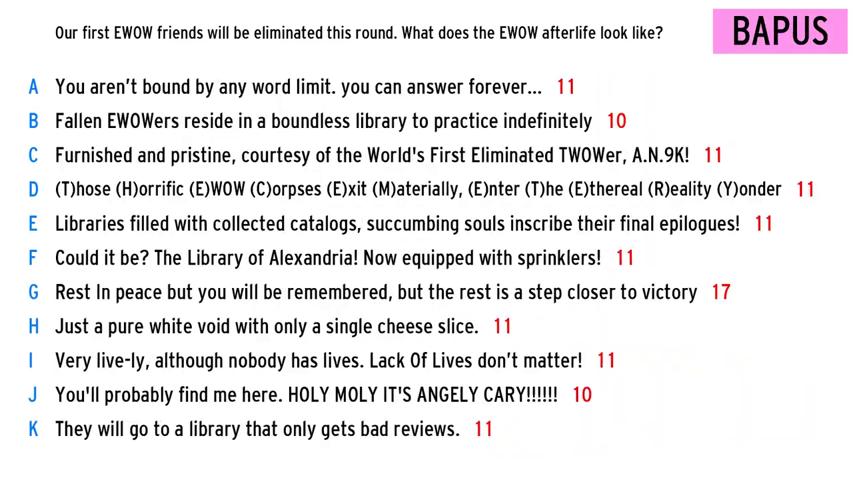 Our first EWOW friends will be eliminated this round. What does the EWOW afterlife look like?
BAPUS
A You aren't bound by any word limit. you can answer forever... 11
B Fallen EWOWers reside in a boundless library to practice indefinitely 10
C Furnished and pristine, courtesy of the World's First Eliminated TWOWer, A.N.9K! 11
D (T)hose (H)orrific (E)WOW (C)orpses (E)xit (M)aterially, (E)nter (T)he (E)thereal (R)eality (Y)onder 11
E Libraries filled with collected catalogs, succumbing souls inscribe their final epilogues! 11
F Could it be? The Library of Alexandria! Now equipped with sprinklers! 11
G Rest In peace but you will be remembered, but the rest is a step closer to victory 17
H Just a pure white void with only a single cheese slice. 11
I Very live-ly, although nobody has lives. Lack Of Lives don't matter! 11
J You'll probably find me here. HOLY MOLY IT'S ANGELY CARY!!!!!! 10
K They will go to a library that only gets bad reviews. 11